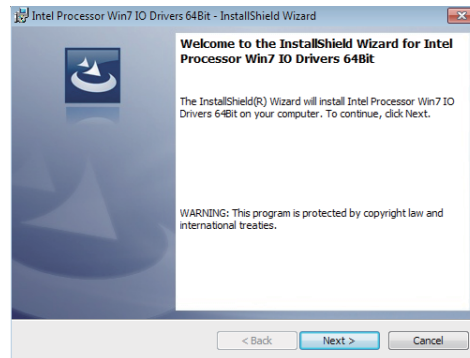 Intel Processor Win7 IO Drivers 64Bit - InstallShield Wizard
Welcome to the InstallShield Wizard for Intel
Processor Win7 IO Drivers 64Bit
The InstallShield(R) Wizard will install Intel Processor Win7 IO
Drivers 64Bit on your computer. To continue, click Next.
WARNING: This program is protected by copyright law and
international treaties.
< Back
Next >
Cancel